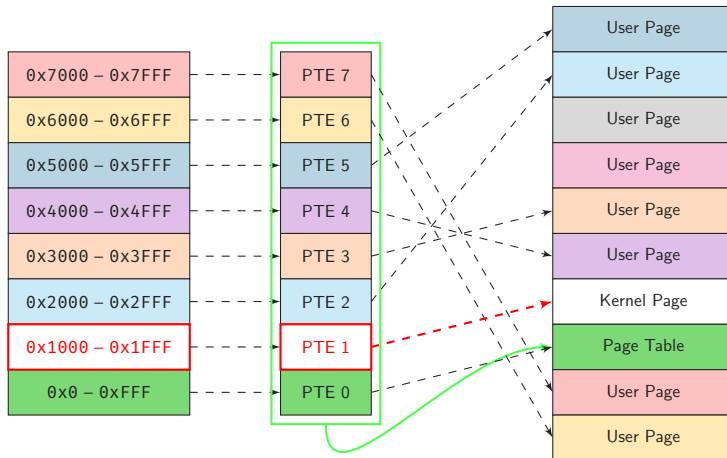 0x7000 – 0x7FFF
0x6000 – 0x6FFF
0x5000 – 0x5FFF
0x4000 – 0x4FFF
0x3000 – 0x3FFF
0x2000 – 0x2FFF
0x1000 – 0x1FFF
0x0 – 0xFFF
PTE 7
PTE 6
PTE 5
PTE 4
PTE 3
PTE 2
PTE 1
PTE 0
User Page
User Page
User Page
User Page
User Page
User Page
Kernel Page
Page Table
User Page
User Page